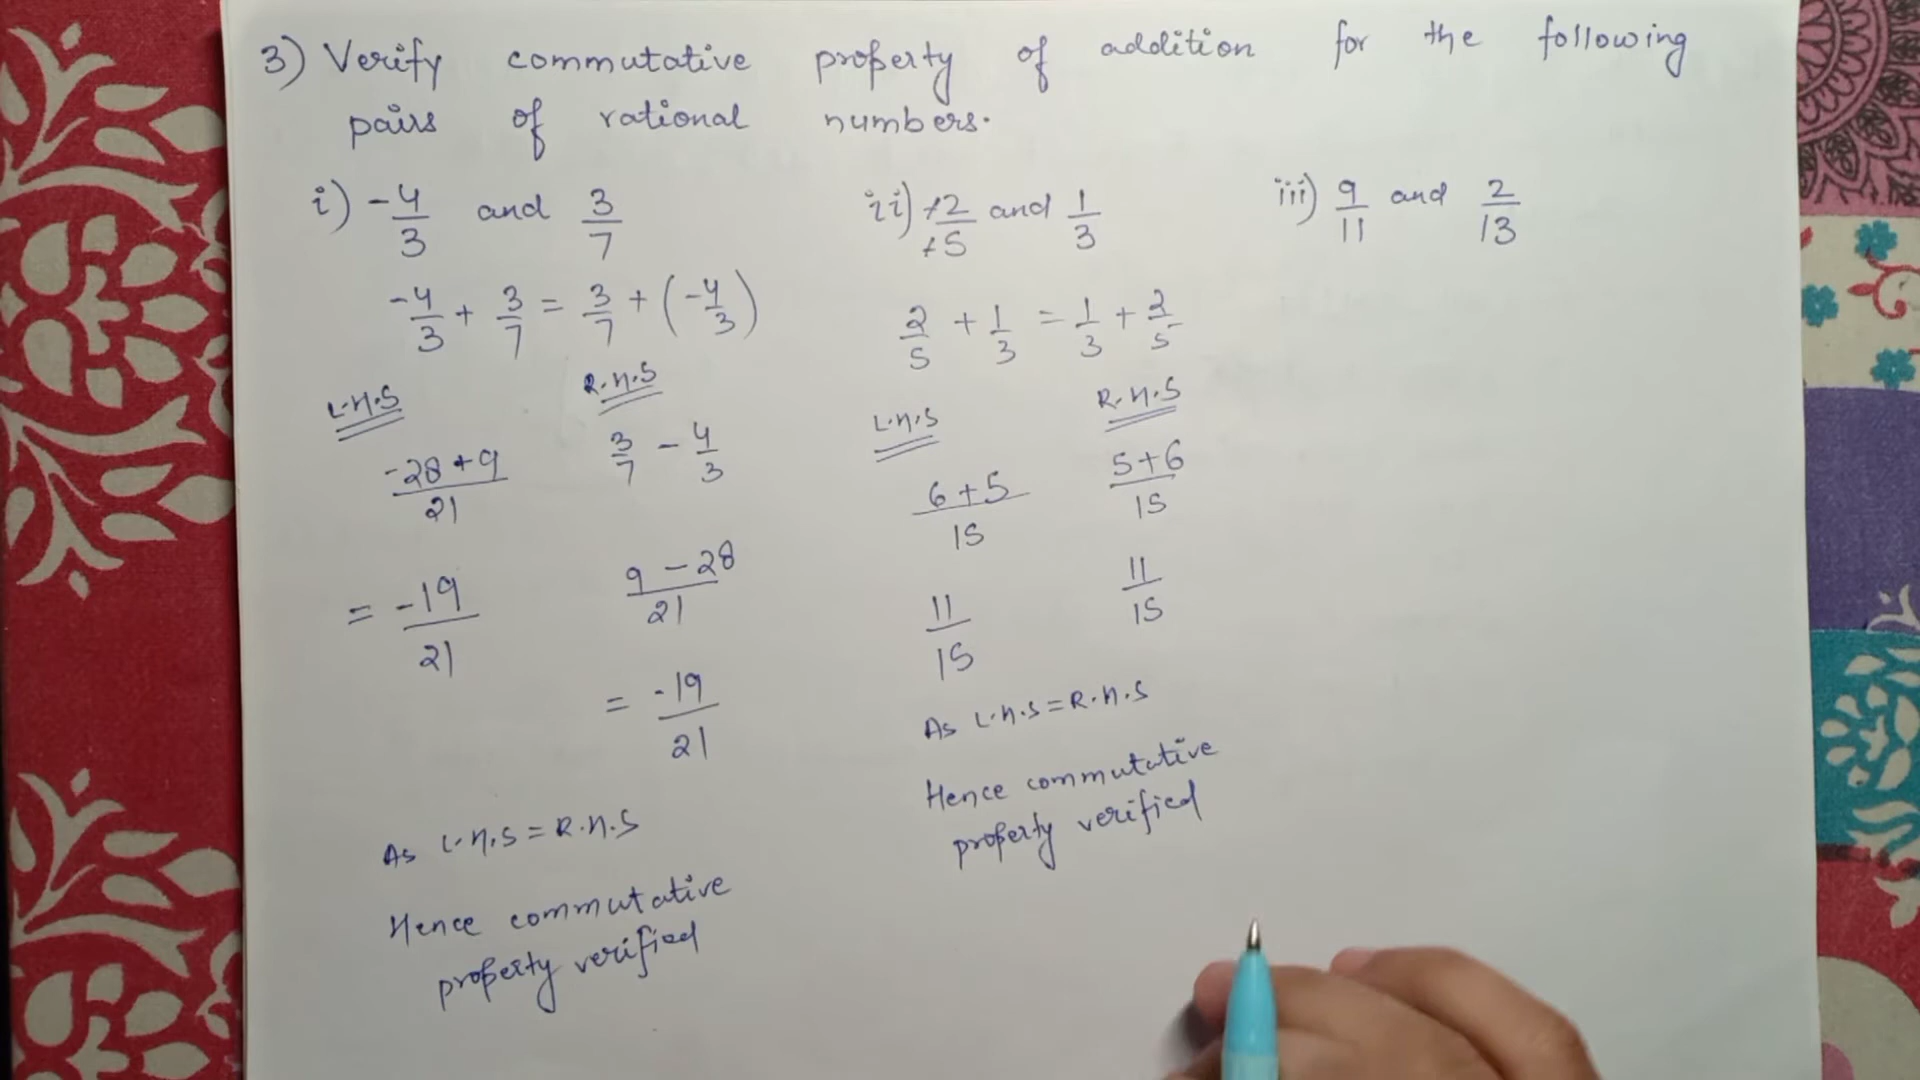 3) Verify commutative property of addition for the following
pairs of rational numbers.
i) -4/3 and 3/7
-4/3 + 3/7 = 3/7 + (-4/3)
L.H.S
-28+9/21
= -19/21
R.H.S
3/7 - 4/3
9-28/21
= -19/21
As L.H.S = R.H.S
Hence commutative
property verified
ii) +2/+5 and 1/3
2/5 + 1/3 = 1/3 + 2/5
L.H.S
6+5/15
11/15
R.H.S
5+6/15
11/15
As L.H.S = R.H.S
Hence commutative
property verified
iii) 9/11 and 2/13